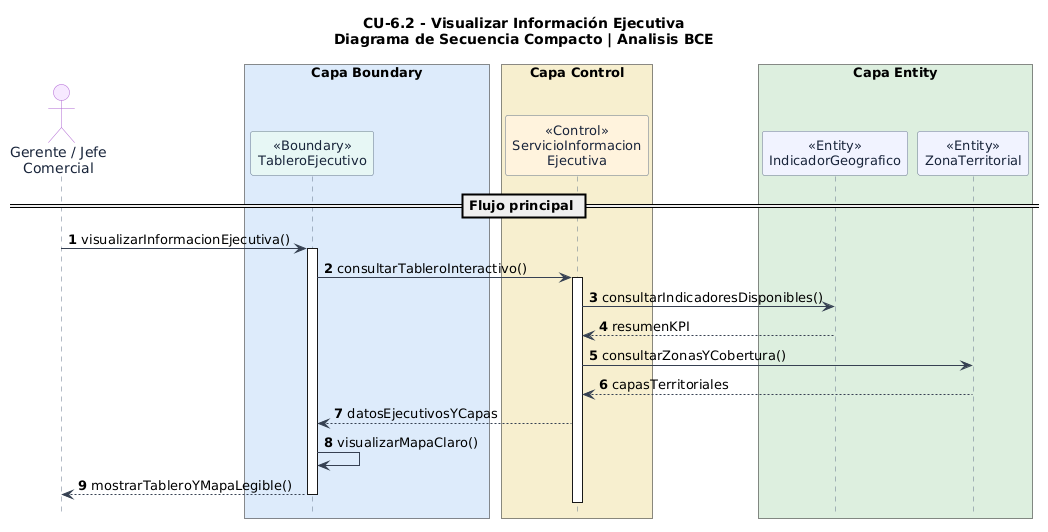 CU-6.2 - Visualizar Información Ejecutiva
Diagrama de Secuencia Compacto | Analisis BCE
Capa Boundary
Capa Control
Capa Entity
Gerente / Jefe
Comercial
«Boundary»
TableroEjecutivo
«Control»
ServicioInformacion
Ejecutiva
«Entity»
IndicadorGeografico
«Entity»
ZonaTerritorial
Flujo principal
1 visualizarInformacionEjecutiva()
2 consultarTableroInteractivo()
3 consultarIndicadoresDisponibles()
4 resumenKPI
5 consultarZonasYCobertura()
6 capasTerritoriales
7 datosEjecutivosYCapas
8 visualizarMapaClaro()
9 mostrarTableroYMapaLegible()